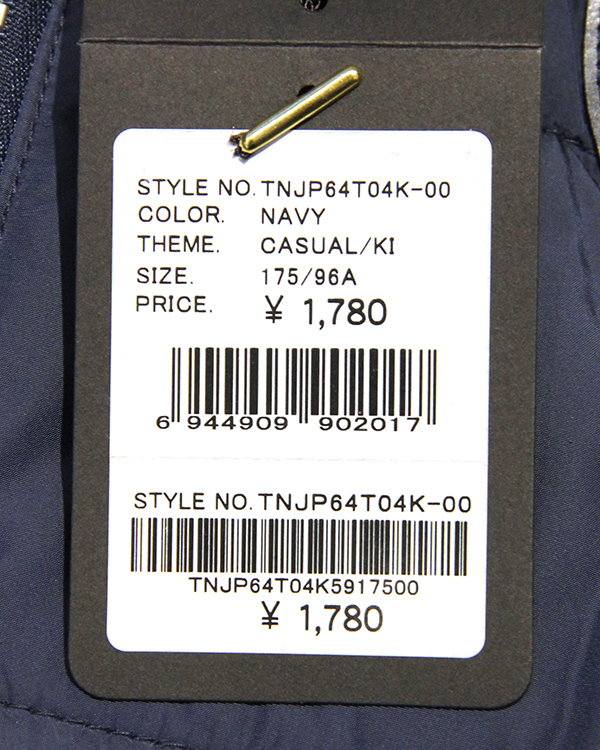 STYLE NO. TNJP64T04K-00
COLOR. NAVY
THEME. CASUAL/KI
SIZE. 175/96A
PRICE. ¥ 1,780
6 944909 902017
STYLE NO. TNJP64T04K-00
TNJP64T04K5917500
¥ 1,780